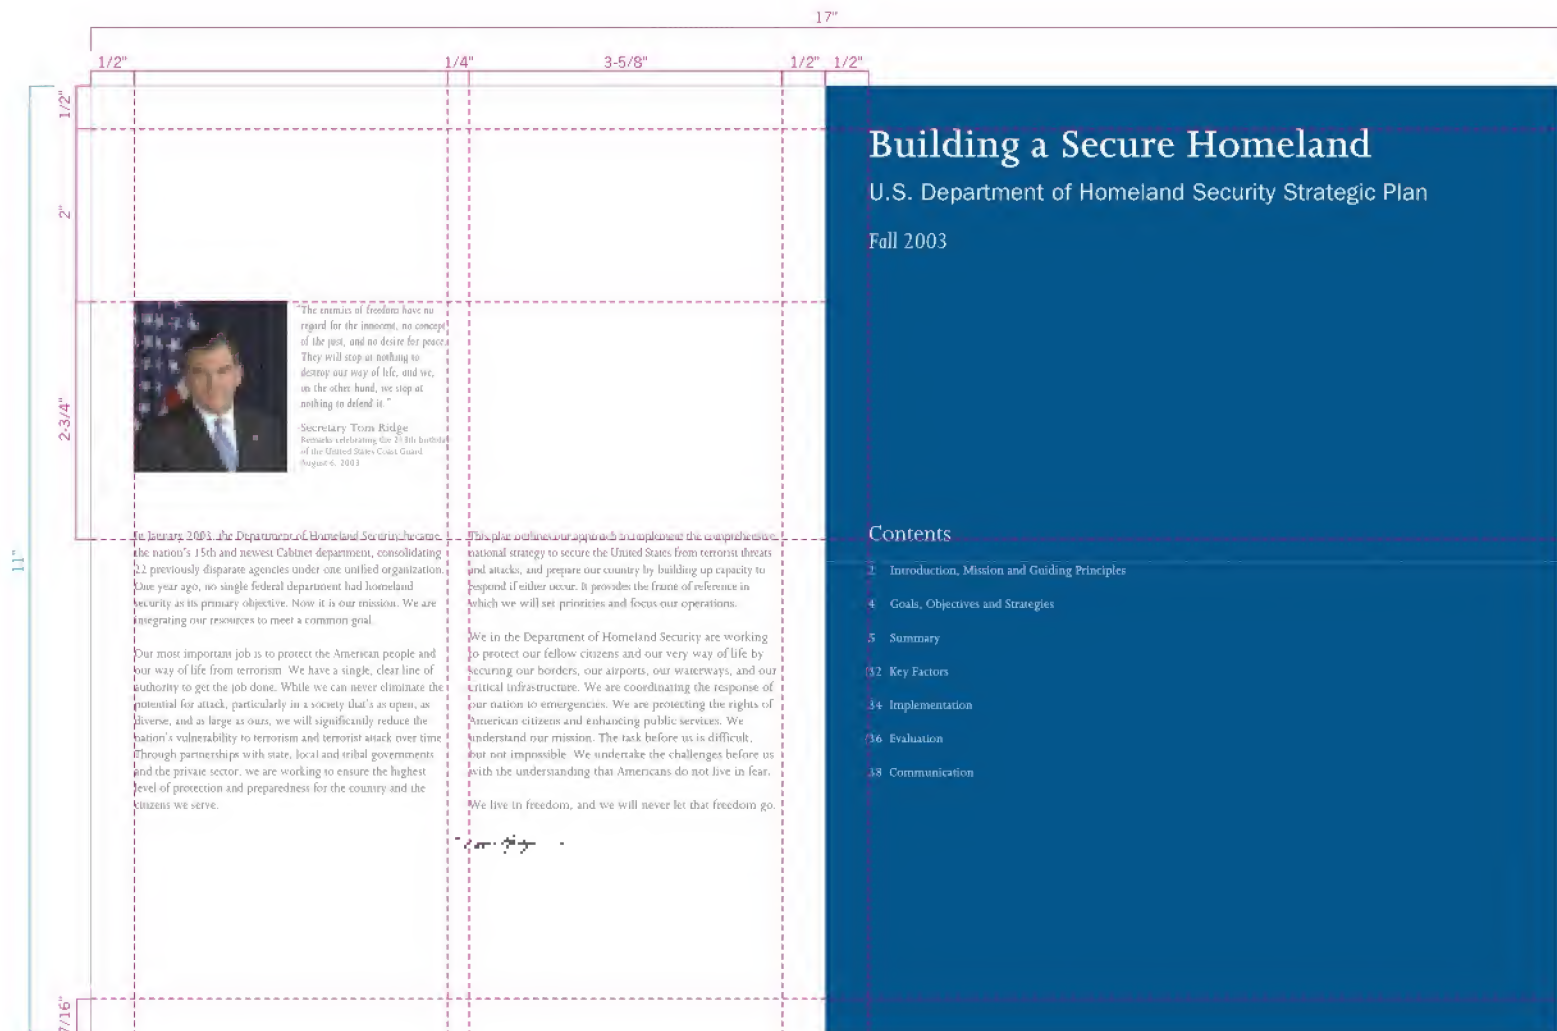 17"
1/2"
1/4"
3-5/8"
1/2"
1/2"
1/2"
2"
2-3/4"
11"
7/16"
"The enemies of freedom have no
regard for the innocent, no concept
of the just, and no desire for peace.
They will stop at nothing to
destroy our way of life, and we,
on the other hand, we stop at
nothing to defend it."
Secretary Tom Ridge
Remarks celebrating the 213th birthda
of the United States Coast Guard
August 6, 2003
In January 2003, the Department of Homeland Security became
the nation's 15th and newest Cabinet department, consolidating
22 previously disparate agencies under one unified organization.
One year ago, no single federal department had homeland
security as its primary objective. Now it is our mission. We are
integrating our resources to meet a common goal.
Our most important job is to protect the American people and
our way of life from terrorism. We have a single, clear line of
authority to get the job done. While we can never eliminate the
potential for attack, particularly in a society that's as open, as
diverse, and as large as ours, we will significantly reduce the
nation's vulnerability to terrorism and terrorist attack over time.
Through partnerships with state, local and tribal governments
and the private sector, we are working to ensure the highest
level of protection and preparedness for the country and the
citizens we serve.
This plan outlines our approach to implement the comprehensive
national strategy to secure the United States from terrorist threats
and attacks, and prepare our country by building up capacity to
respond if either occur. It provides the frame of reference in
which we will set priorities and focus our operations.
We in the Department of Homeland Security are working
to protect our fellow citizens and our very way of life by
securing our borders, our airports, our waterways, and our
critical infrastructure. We are coordinating the response of
our nation to emergencies. We are protecting the rights of
American citizens and enhancing public services. We
understand our mission. The task before us is difficult,
but not impossible. We undertake the challenges before us
with the understanding that Americans do not live in fear.
We live in freedom, and we will never let that freedom go.
Building a Secure Homeland
U.S. Department of Homeland Security Strategic Plan
Fall 2003
Contents
2 Introduction, Mission and Guiding Principles
4 Goals, Objectives and Strategies
5 Summary
32 Key Factors
34 Implementation
36 Evaluation
38 Communication